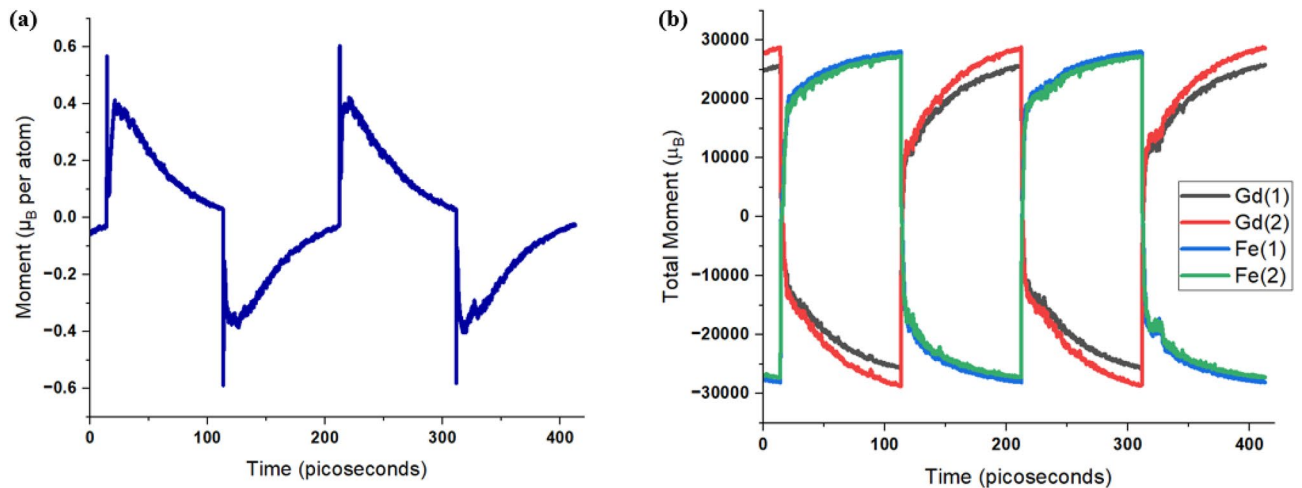 (a)
0.6
0.4
0.2
0.0
−0.2
−0.4
−0.6
Moment (μB per atom)
0 100 200 300 400
Time (picoseconds)
(b)
30000
20000
10000
0
−10000
−20000
−30000
Total Moment (μB)
0 100 200 300 400
Time (picoseconds)
Gd(1)
Gd(2)
Fe(1)
Fe(2)